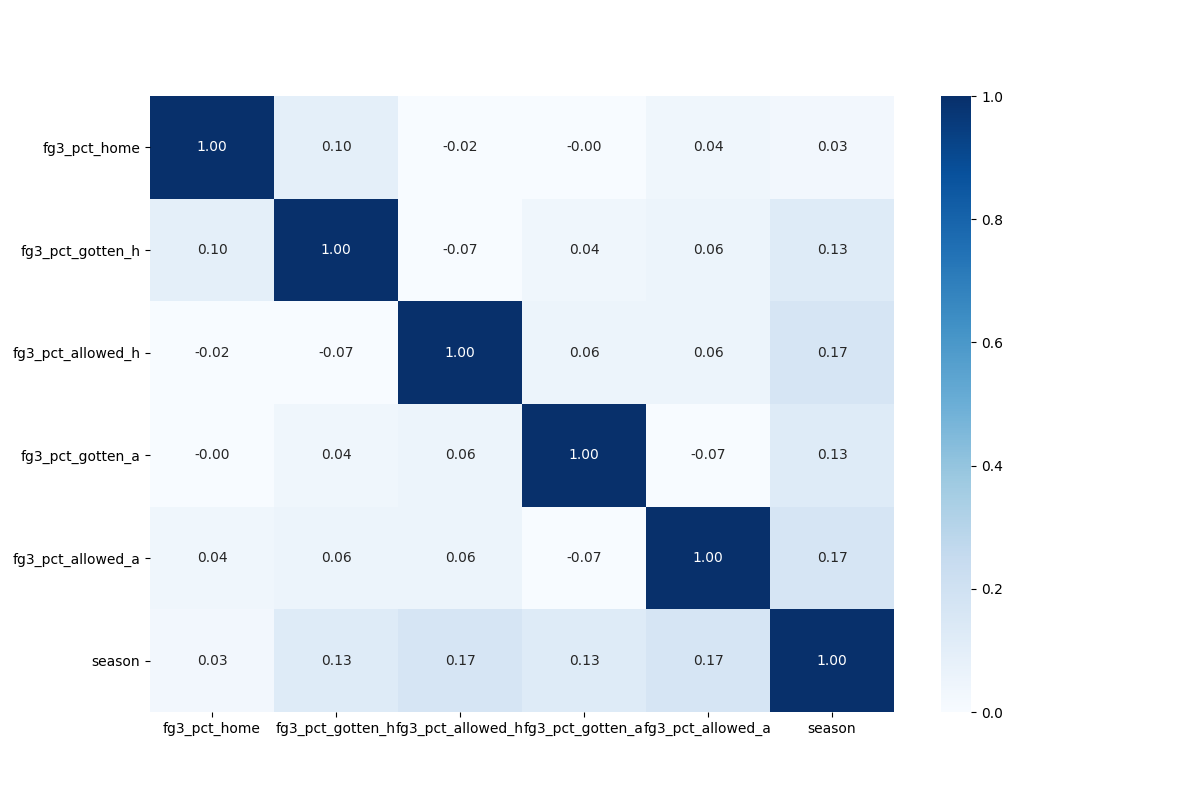 fg3_pct_home 1.00 0.10 -0.02 -0.00 0.04 0.03
fg3_pct_gotten_h 0.10 1.00 -0.07 0.04 0.06 0.13
fg3_pct_allowed_h -0.02 -0.07 1.00 0.06 0.06 0.17
fg3_pct_gotten_a -0.00 0.04 0.06 1.00 -0.07 0.13
fg3_pct_allowed_a 0.04 0.06 0.06 -0.07 1.00 0.17
season 0.03 0.13 0.17 0.13 0.17 1.00
fg3_pct_home fg3_pct_gotten_h fg3_pct_allowed_h fg3_pct_gotten_a fg3_pct_allowed_a season
1.0
0.8
0.6
0.4
0.2
0.0